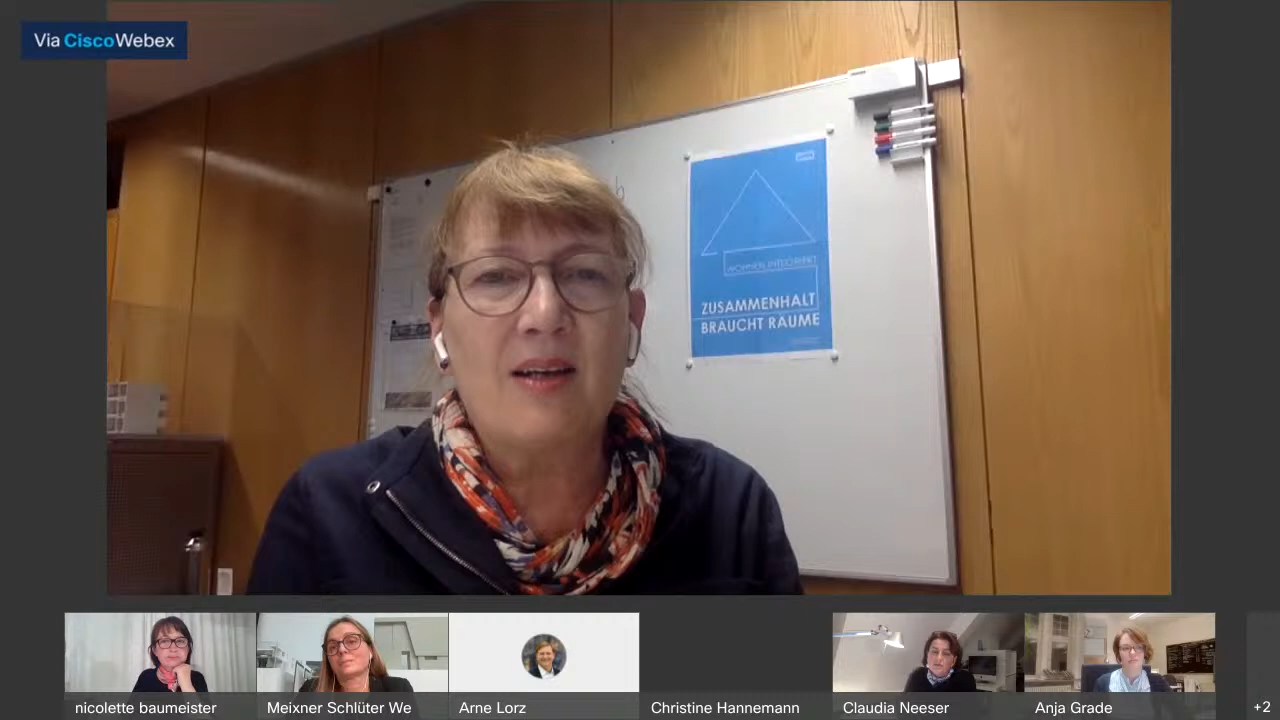 Via CiscoWebex
WOHNEN INTEGRIERT
ZUSAMMENHALT
BRAUCHT RÄUME
nicolette baumeister
Meixner Schlüter We
Arne Lorz
Christine Hannemann
Claudia Neeser
Anja Grade
+2